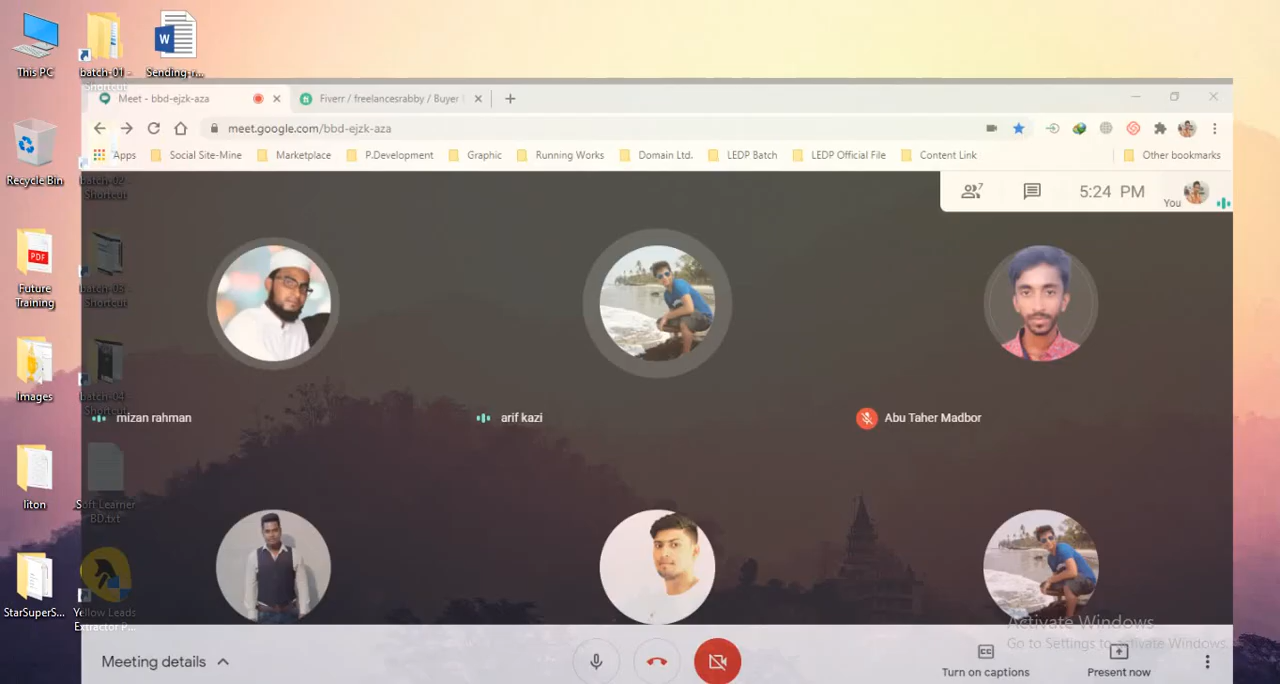 This PC
batch-01 - Shortcut
Sending-r...
Recycle Bin
batch-02 - Shortcut
Future Training
batch-03 - Shortcut
Images
batch-04 - Shortcut
liton
Soft Learner BD.txt
StarSuperS...
Yellow Leads Extractor P...
Meet - bbd-ejzk-aza
Fiverr / freelancesrabby / Buyer
meet.google.com/bbd-ejzk-aza
Apps Social Site-Mine Marketplace P.Development Graphic Running Works Domain Ltd. LEDP Batch LEDP Official File Content Link Other bookmarks
7
5:24 PM
You
PDF
mizan rahman
arif kazi
Abu Taher Madbor
Activate Windows
Go to Settings to activate Windows.
Meeting details
Turn on captions
Present now